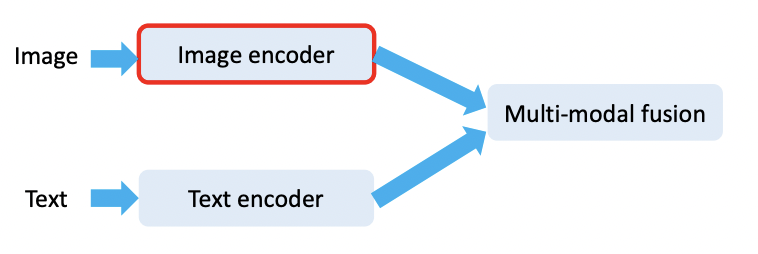 Image
Image encoder
Multi-modal fusion
Text
Text encoder